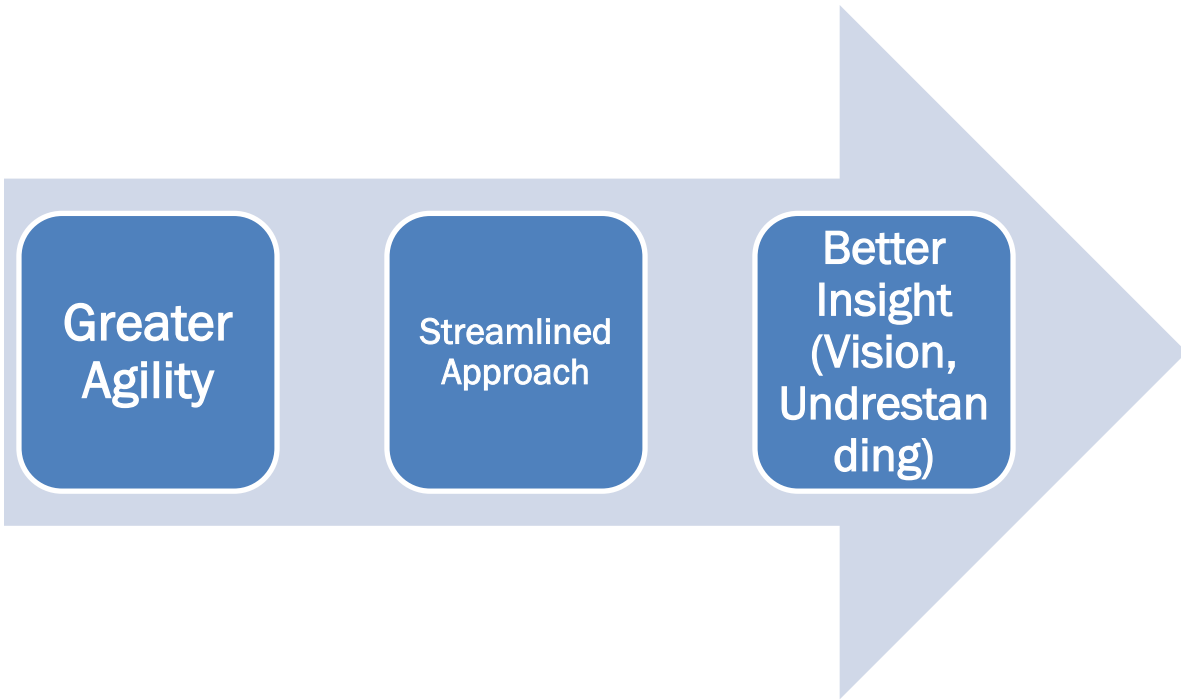 Greater
Agility
Streamlined
Approach
Better
Insight
(Vision,
Undrestan
ding)